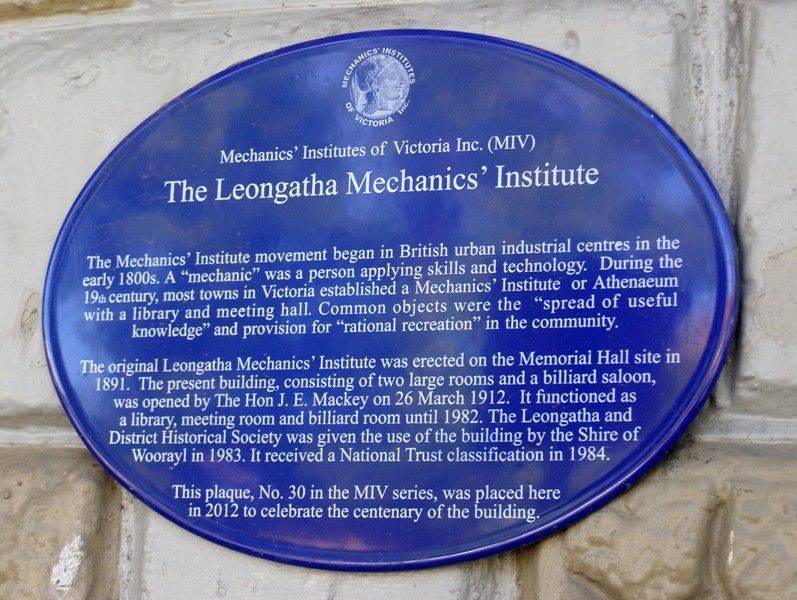 MECHANICS' INSTITUTES
OF VICTORIA Inc.
Mechanics' Institutes of Victoria Inc. (MIV)
The Leongatha Mechanics' Institute
The Mechanics' Institute movement began in British urban industrial centres in the
early 1800s. A “mechanic” was a person applying skills and technology. During the
19th century, most towns in Victoria established a Mechanics' Institute or Athenaeum
with a library and meeting hall. Common objects were the “spread of useful
knowledge” and provision for “rational recreation” in the community.
The original Leongatha Mechanics' Institute was erected on the Memorial Hall site in
1891. The present building, consisting of two large rooms and a billiard saloon,
was opened by The Hon J. E. Mackey on 26 March 1912. It functioned as
a library, meeting room and billiard room until 1982. The Leongatha and
District Historical Society was given the use of the building by the Shire of
Woorayl in 1983. It received a National Trust classification in 1984.
This plaque, No. 30 in the MIV series, was placed here
in 2012 to celebrate the centenary of the building.